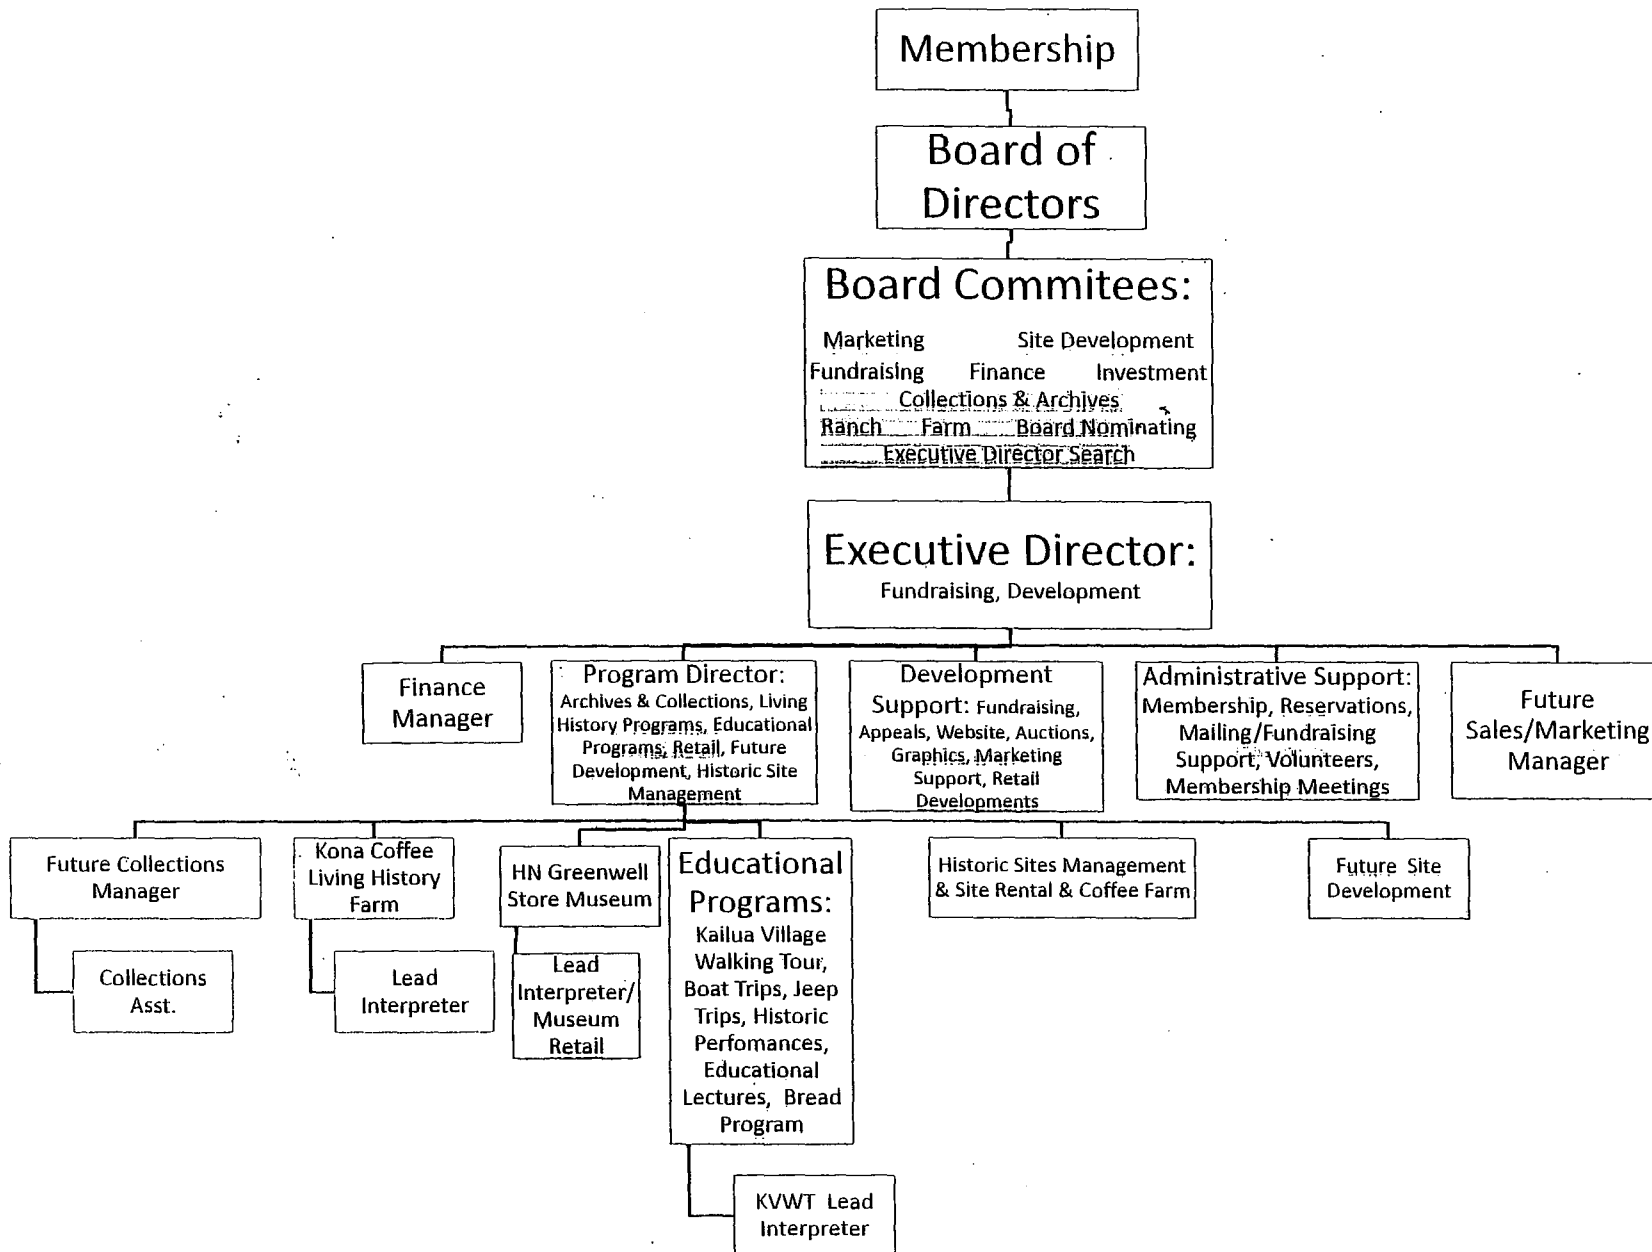 Membership
Board of
Directors
Board Commitees:
Marketing Site Development
Fundraising Finance Investment
Collections & Archives
Ranch Farm Board Nominating
Executive Director Search
Executive Director:
Fundraising, Development
Finance
Manager
Program Director:
Archives & Collections, Living
History Programs, Educational
Programs, Retail, Future
Development, Historic Site
Management
Development
Support: Fundraising,
Appeals, Website, Auctions,
Graphics, Marketing
Support, Retail
Developments
Administrative Support:
Membership, Reservations,
Mailing/Fundraising
Support, Volunteers,
Membership Meetings
Future
Sales/Marketing
Manager
Future Collections
Manager
Kona Coffee
Living History
Farm
HN Greenwell
Store Museum
Educational
Programs:
Kailua Village
Walking Tour,
Boat Trips, Jeep
Trips, Historic
Perfomances,
Educational
Lectures, Bread
Program
Historic Sites Management
& Site Rental & Coffee Farm
Future Site
Development
Collections
Asst.
Lead
Interpreter
Lead
Interpreter/
Museum
Retail
KVWT Lead
Interpreter